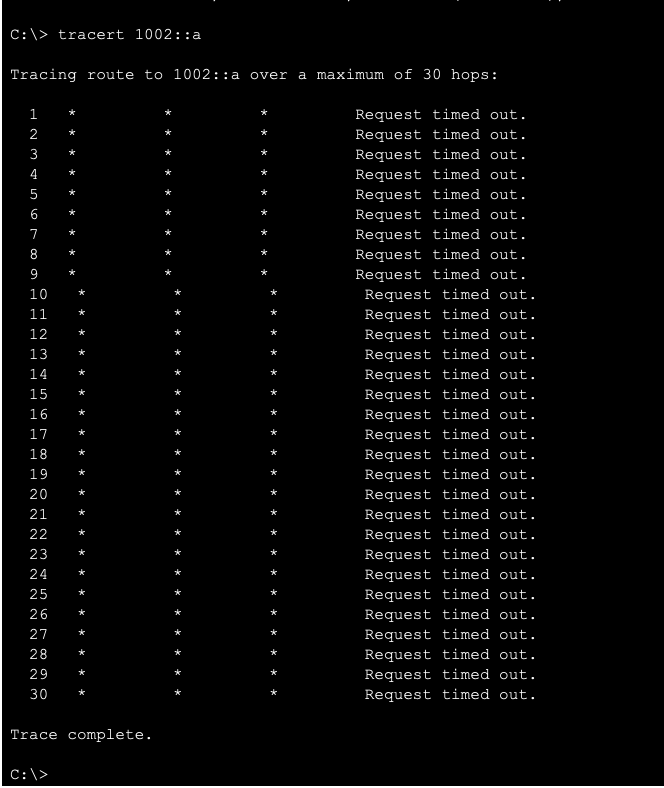 C:\> tracert 1002::a
Tracing route to 1002::a over a maximum of 30 hops:
1 * * * Request timed out.
2 * * * Request timed out.
3 * * * Request timed out.
4 * * * Request timed out.
5 * * * Request timed out.
6 * * * Request timed out.
7 * * * Request timed out.
8 * * * Request timed out.
9 * * * Request timed out.
10 * * * Request timed out.
11 * * * Request timed out.
12 * * * Request timed out.
13 * * * Request timed out.
14 * * * Request timed out.
15 * * * Request timed out.
16 * * * Request timed out.
17 * * * Request timed out.
18 * * * Request timed out.
19 * * * Request timed out.
20 * * * Request timed out.
21 * * * Request timed out.
22 * * * Request timed out.
23 * * * Request timed out.
24 * * * Request timed out.
25 * * * Request timed out.
26 * * * Request timed out.
27 * * * Request timed out.
28 * * * Request timed out.
29 * * * Request timed out.
30 * * * Request timed out.
Trace complete.
C:\>